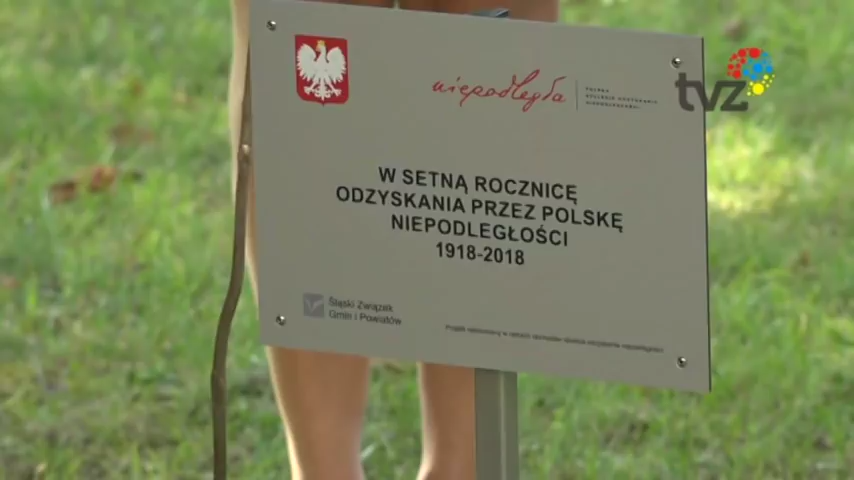 tvz
niepodległa
W SETNĄ ROCZNICĘ
ODZYSKANIA PRZEZ POLSKĘ
NIEPODLEGŁOŚCI
1918-2018
Śląski Związek
Gmin i Powiatów